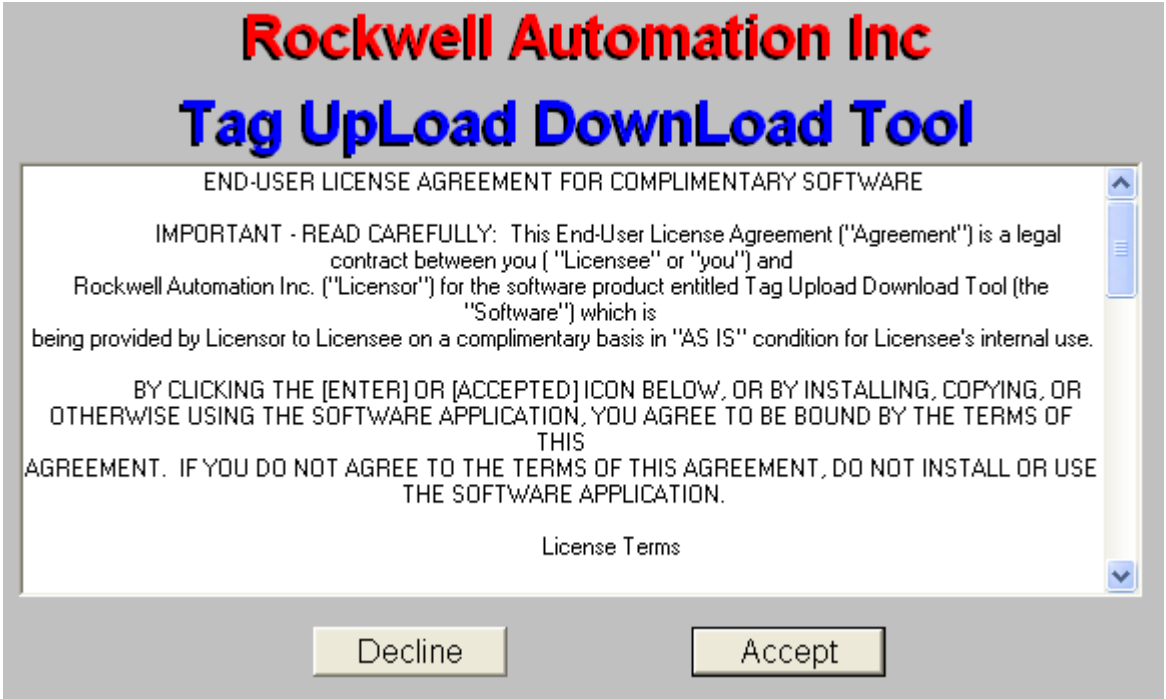 Rockwell Automation Inc
Tag UpLoad DownLoad Tool
END-USER LICENSE AGREEMENT FOR COMPLIMENTARY SOFTWARE
IMPORTANT - READ CAREFULLY:  This End-User License Agreement ("Agreement") is a legal
contract between you ( "Licensee" or "you") and
Rockwell Automation Inc. ("Licensor") for the software product entitled Tag Upload Download Tool (the
"Software") which is
being provided by Licensor to Licensee on a complimentary basis in "AS IS" condition for Licensee's internal use.
BY CLICKING THE [ENTER] OR [ACCEPTED] ICON BELOW, OR BY INSTALLING, COPYING, OR
OTHERWISE USING THE SOFTWARE APPLICATION, YOU AGREE TO BE BOUND BY THE TERMS OF
THIS
AGREEMENT.  IF YOU DO NOT AGREE TO THE TERMS OF THIS AGREEMENT, DO NOT INSTALL OR USE
THE SOFTWARE APPLICATION.
License Terms
Decline Accept